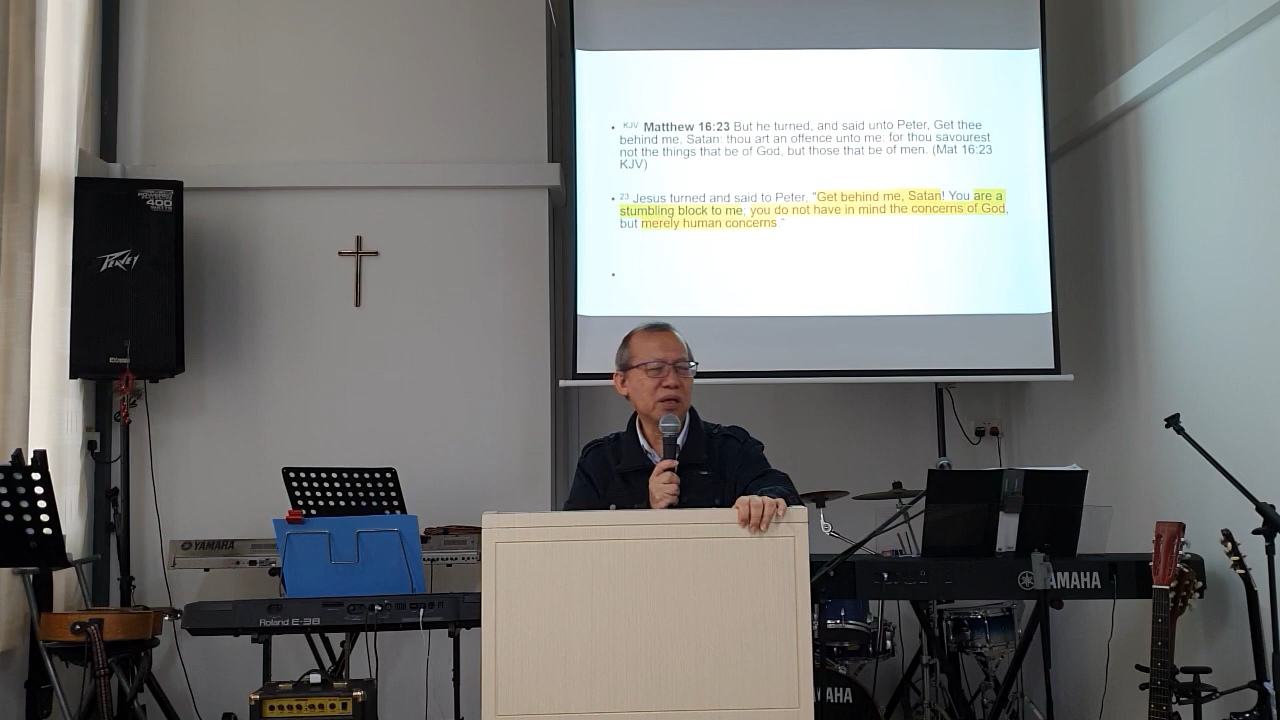 KJV Matthew 16:23 But he turned, and said unto Peter, Get thee
behind me, Satan: thou art an offence unto me: for thou savourest
not the things that be of God, but those that be of men. (Mat 16:23
KJV)
23 Jesus turned and said to Peter, "Get behind me, Satan! You are a
stumbling block to me; you do not have in mind the concerns of God,
but merely human concerns."
POWERED
400
WATTS
PEAVEY
YAMAHA
Roland E-38
YAMAHA
MAHA